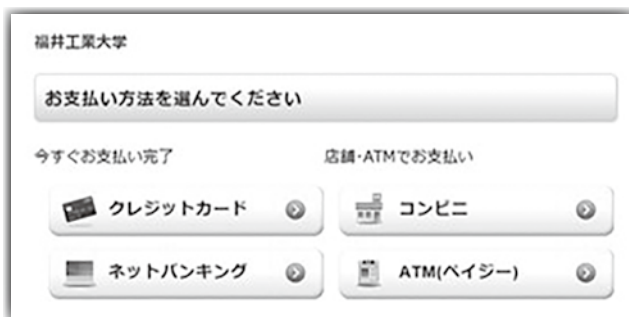 福井工業大学
お支払い方法を選んでください
今すぐお支払い完了
店舗・ATMでお支払い
クレジットカード
コンビニ
ネットバンキング
ATM(ペイジー)